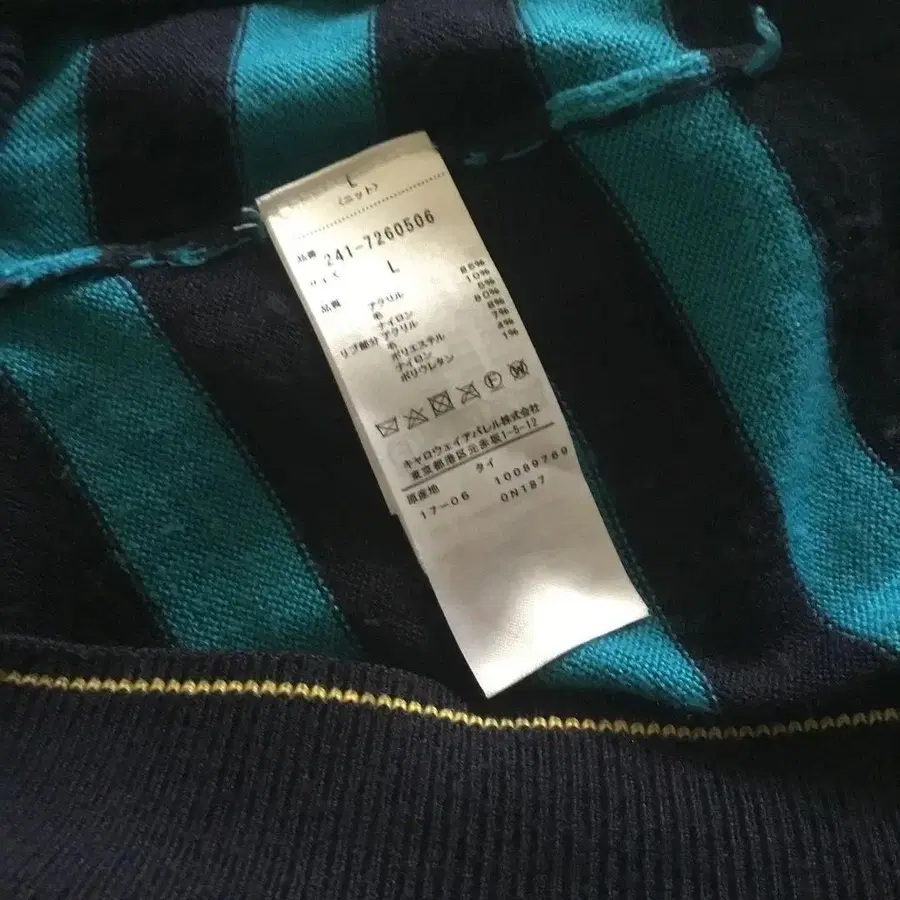 L
<ニット>
品番 241-7260506
サイズ L
品質 アクリル 85%
毛 10%
ナイロン 5%
リブ部分 アクリル 80%
毛 8%
ポリエステル 7%
ナイロン 4%
ポリウレタン 1%
キャロウェイアパレル株式会社
東京都港区元赤坂1-5-12
原産地 タイ
17-06 10089769
0N187